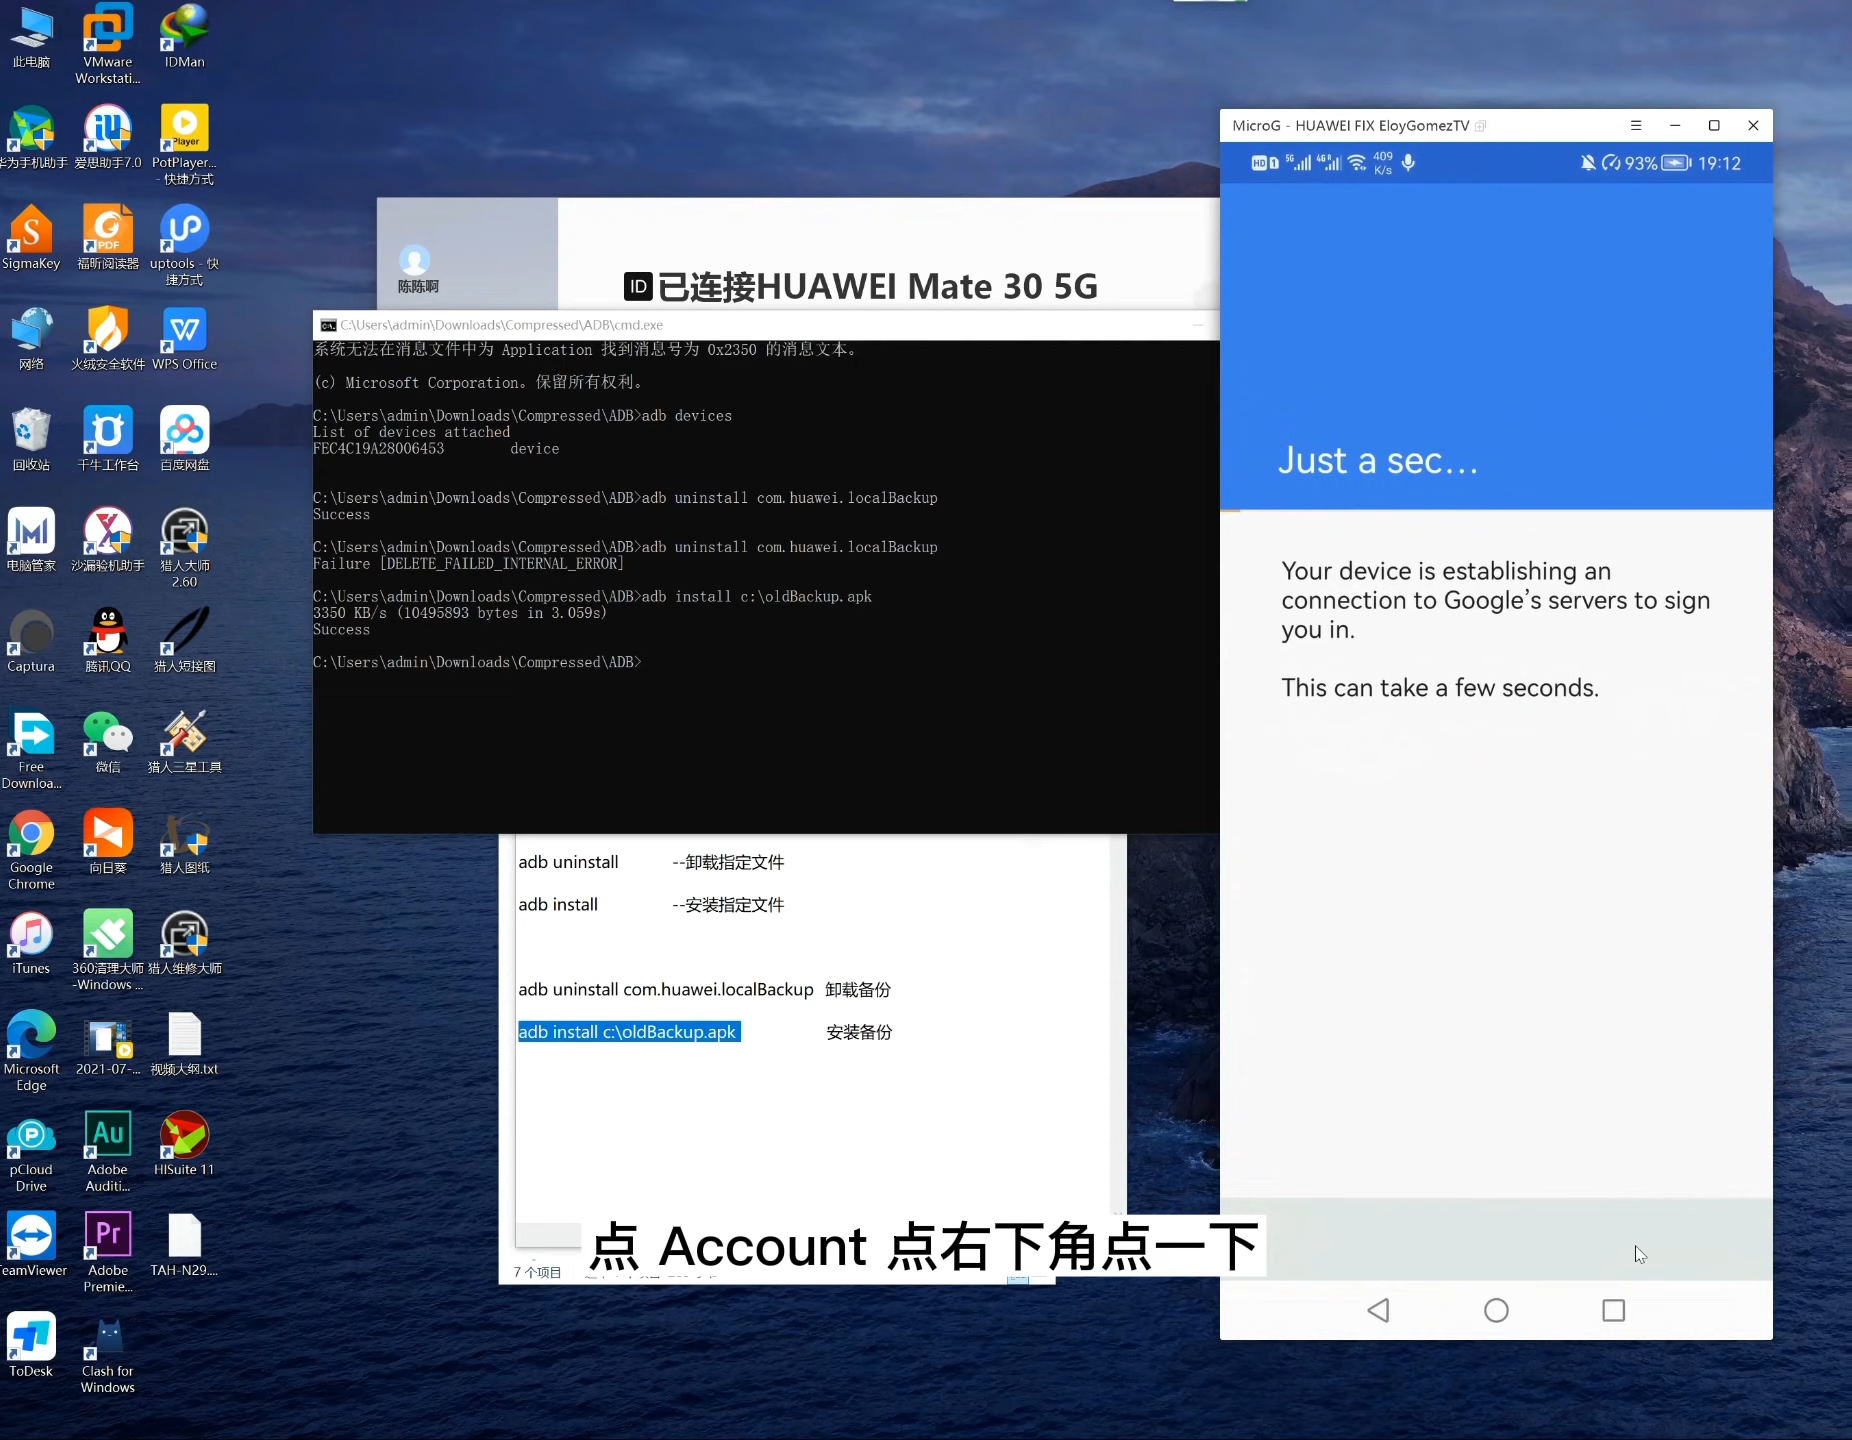 此电脑
VMware
Workstati...
IDMan
华为手机助手
爱思助手7.0
PotPlayer...
- 快捷方式
SigmaKey
福昕阅读器
uptools - 快
捷方式
网络
火绒安全软件
WPS Office
回收站
千牛工作台
百度网盘
电脑管家
沙漏验机助手
猎人大师
2.60
Captura
腾讯QQ
猎人短接图
Free
Downloa...
微信
猎人三星工具
Google
Chrome
向日葵
猎人图纸
iTunes
360清理大师
-Windows ...
猎人维修大师
Microsoft
Edge
2021-07-...
视频大纲.txt
pCloud
Drive
Adobe
Auditi...
HISuite 11
TeamViewer
Adobe
Premie...
TAH-N29....
ToDesk
Clash for
Windows
陈陈啊
ID 已连接HUAWEI Mate 30 5G
C:\Users\admin\Downloads\Compressed\ADB\cmd.exe
系统无法在消息文件中为 Application 找到消息号为 0x2350 的消息文本。
(c) Microsoft Corporation。保留所有权利。
C:\Users\admin\Downloads\Compressed\ADB>adb devices
List of devices attached
FEC4C19A28006453 device
C:\Users\admin\Downloads\Compressed\ADB>adb uninstall com.huawei.localBackup
Success
C:\Users\admin\Downloads\Compressed\ADB>adb uninstall com.huawei.localBackup
Failure [DELETE_FAILED_INTERNAL_ERROR]
C:\Users\admin\Downloads\Compressed\ADB>adb install c:\oldBackup.apk
3350 KB/s (10495893 bytes in 3.059s)
Success
C:\Users\admin\Downloads\Compressed\ADB>
adb uninstall --卸载指定文件
adb install --安装指定文件
adb uninstall com.huawei.localBackup 卸载备份
adb install c:\oldBackup.apk 安装备份
7 个项目
点 Account 点右下角点一下
MicroG - HUAWEI FIX EloyGomezTV
HD 1 5G 4G 409 K/s 93% 19:12
Just a sec...
Your device is establishing an
connection to Google's servers to sign
you in.
This can take a few seconds.